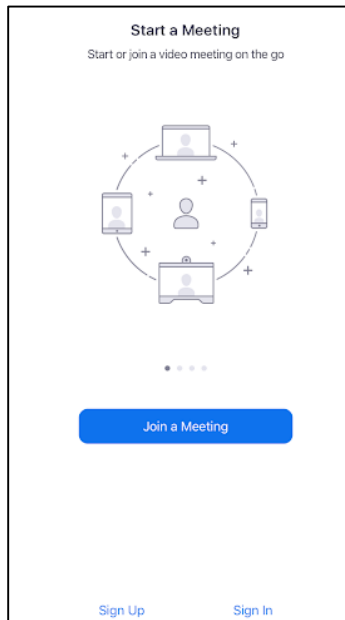 Start a Meeting
Start or join a video meeting on the go
Join a Meeting
Sign Up Sign In